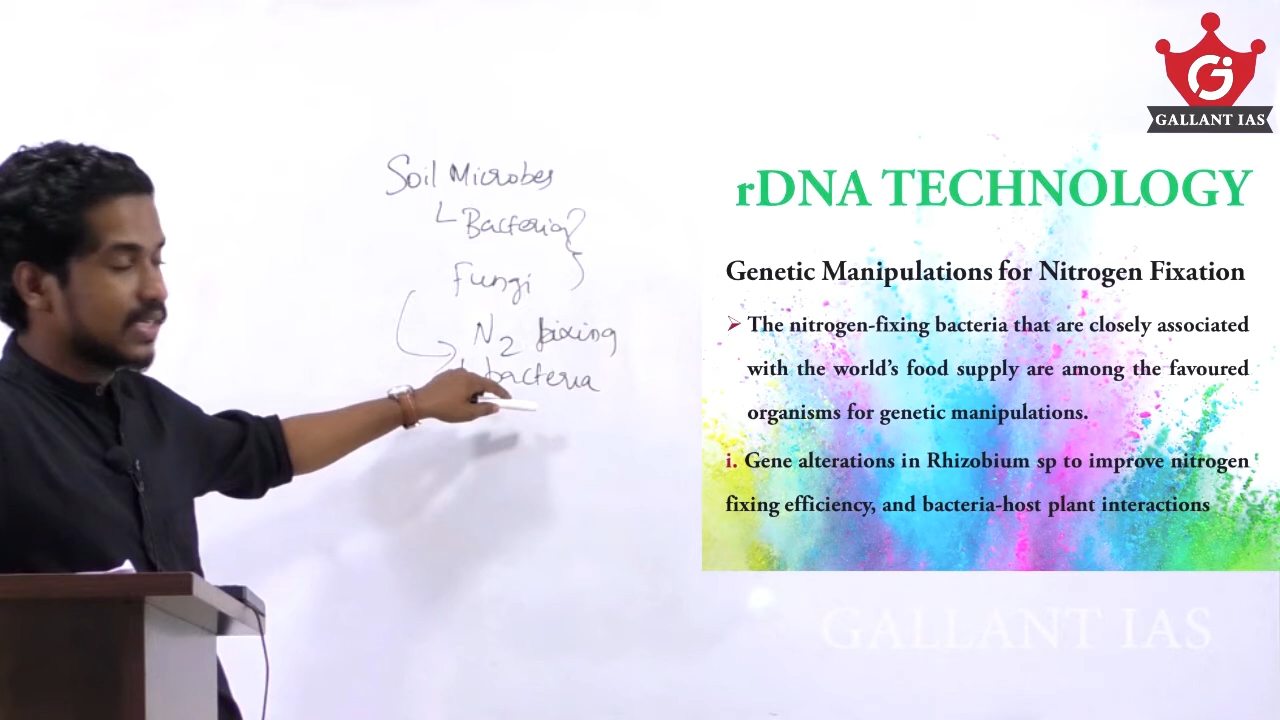 Soil Microbes
Bacteria
Fungi
N2 fixing
bacteria
GALLANT IAS
rDNA TECHNOLOGY
Genetic Manipulations for Nitrogen Fixation
➤ The nitrogen-fixing bacteria that are closely associated
with the world's food supply are among the favoured
organisms for genetic manipulations.
i. Gene alterations in Rhizobium sp to improve nitrogen
fixing efficiency, and bacteria-host plant interactions
GALLANT IAS